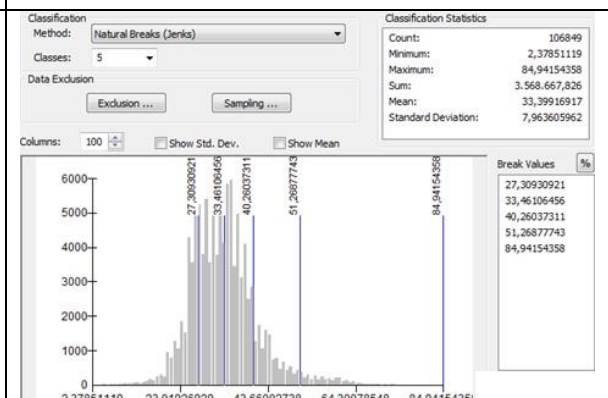 Classification
Method: Natural Breaks (Jenks)
Classes: 5
Data Exclusion
Exclusion ... Sampling ...
Classification Statistics
Count: 106849
Minimum: 2,37851119
Maximum: 84,94154358
Sum: 3.568.667,826
Mean: 33,39916917
Standard Deviation: 7,963605962
Columns: 100 Show Std. Dev. Show Mean
27,30930921
33,46106456
40,26037311
51,26877743
84,94154358
6000
5000
4000
3000
2000
1000
0
Break Values %
27,30930921
33,46106456
40,26037311
51,26877743
84,94154358